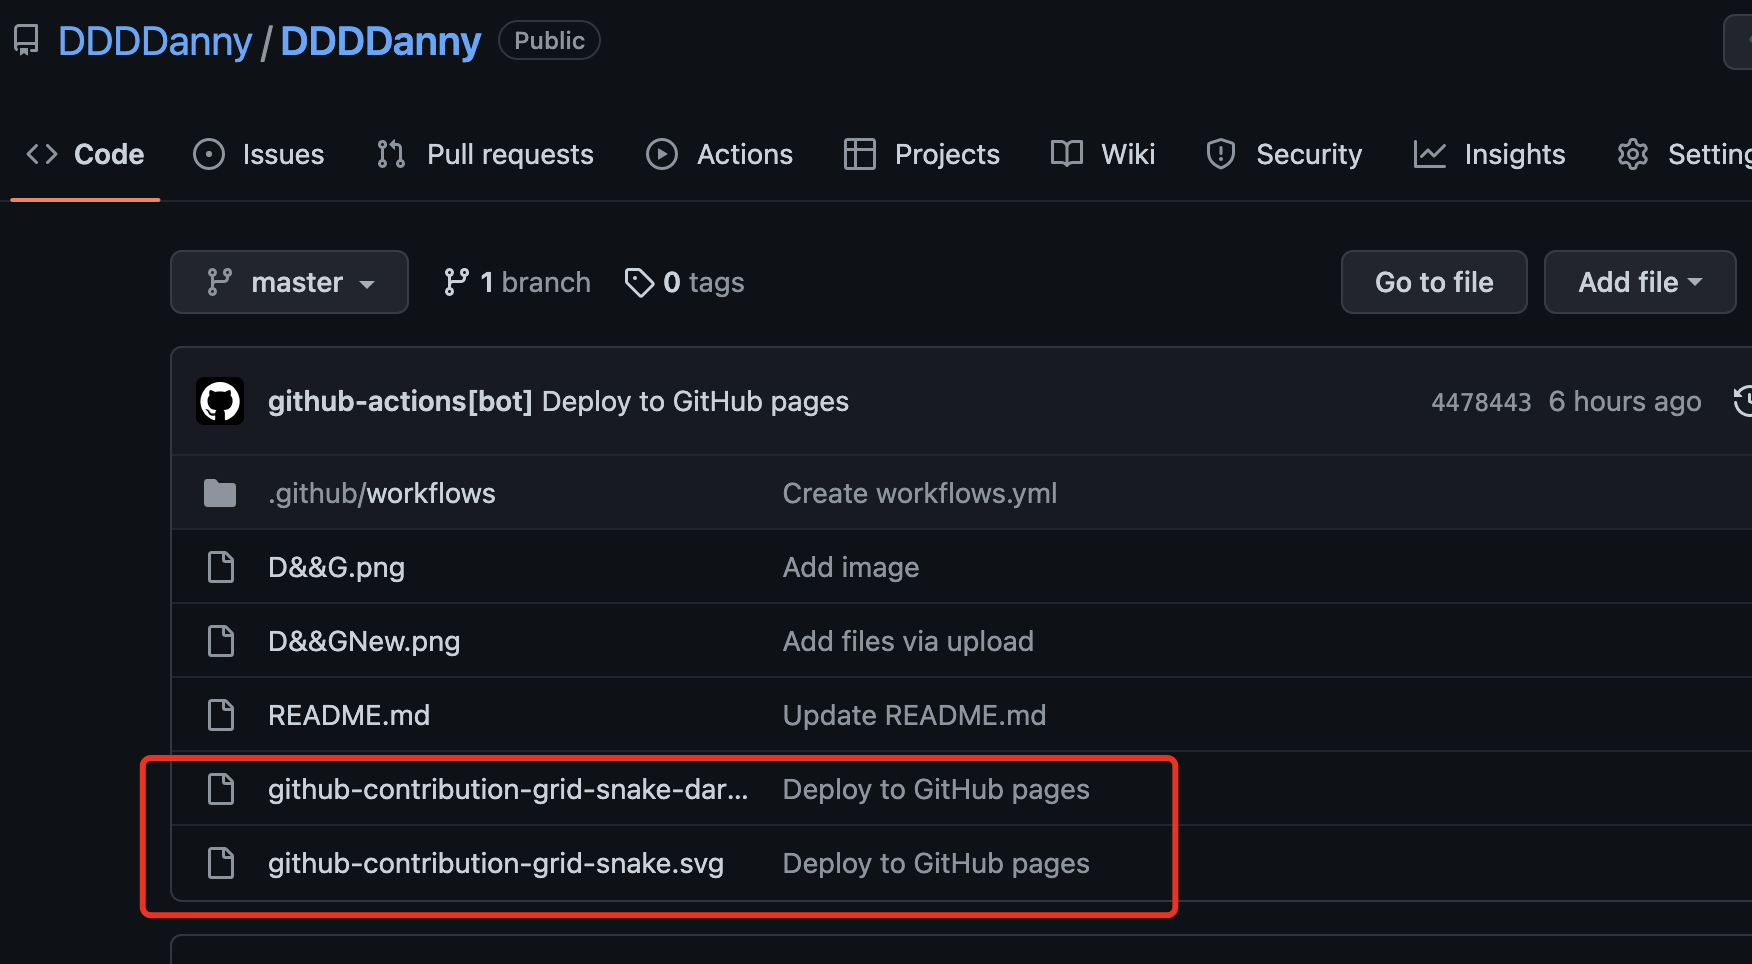 DDDDanny / DDDDanny Public
Code Issues Pull requests Actions Projects Wiki Security Insights
master 1 branch 0 tags Go to file Add file
github-actions[bot] Deploy to GitHub pages 4478443 6 hours ago
.github/workflows Create workflows.yml
D&&G.png Add image
D&&GNew.png Add files via upload
README.md Update README.md
github-contribution-grid-snake-dar... Deploy to GitHub pages
github-contribution-grid-snake.svg Deploy to GitHub pages